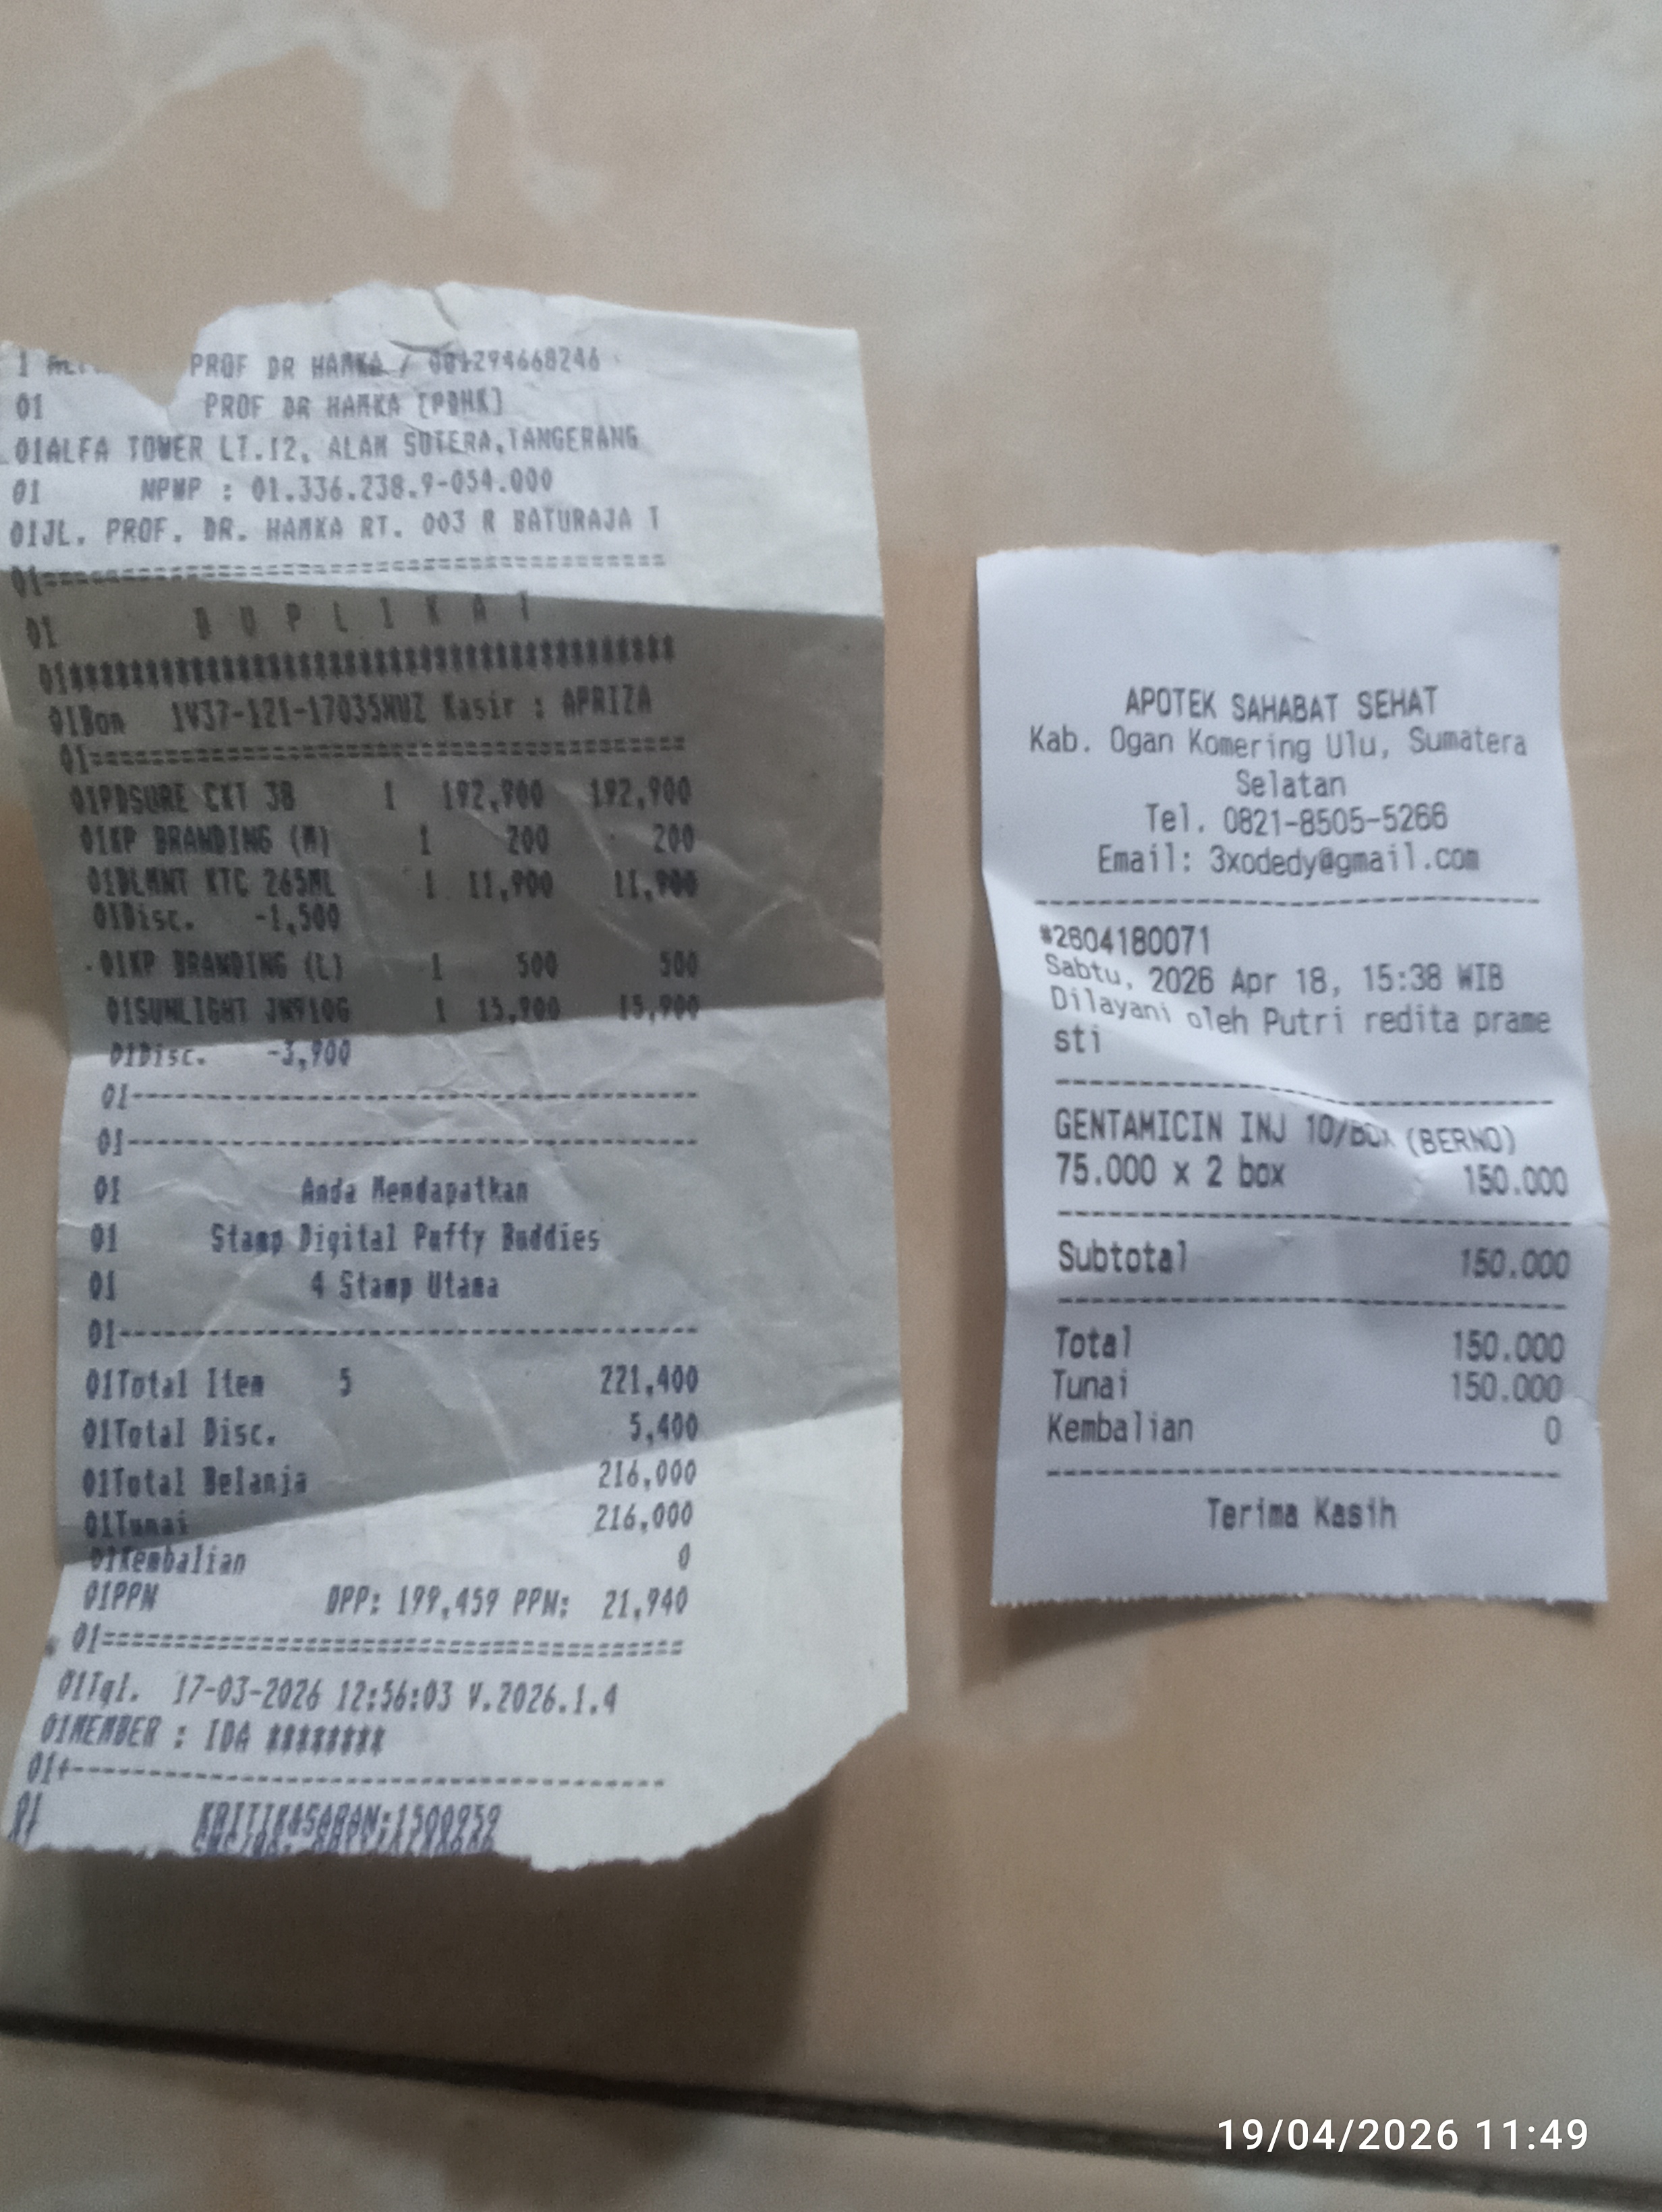 PROF DR HAMKA / 081294668246
01 PROF DR HAMKA [PDHK]
01ALFA TOWER LT.12, ALAM SUTERA,TANGERANG
01 NPWP : 01.336.238.9-054.000
01JL. PROF. DR. HAMKA RT. 003 R BATURAJA T
01========================================
01 D U P L I K A T
01****************************************
01Bon 1V37-121-17035WUZ Kasir : APRIZA
01========================================
01PDSURE CKT 38 1 192,900 192,900
01KP BRANDING (M) 1 200 200
01DLMNT KTC 265ML 1 11,900 11,900
01Disc. -1,500
01KP BRANDING (L) 1 500 500
01SUNLIGHT JN910G 1 15,900 15,900
01Disc. -3,900
01----------------------------------------
01----------------------------------------
01 Anda Mendapatkan
01 Stamp Digital Puffy Buddies
01 4 Stamp Utama
01----------------------------------------
01Total Item 5 221,400
01Total Disc. 5,400
01Total Belanja 216,000
01Tunai 216,000
01Kembalian 0
01PPN DPP: 199,459 PPN: 21,940
01========================================
01Tgl. 17-03-2026 12:56:03 V.2026.1.4
01MEMBER : IDA ********
01+---------------------------------------
01 KRITIK&SARAN:1500959
APOTEK SAHABAT SEHAT
Kab. Ogan Komering Ulu, Sumatera
Selatan
Tel. 0821-8505-5266
Email: 3xodedy@gmail.com
--------------------------------
#2604180071
Sabtu, 2026 Apr 18, 15:38 WIB
Dilayani oleh Putri redita prame
sti
--------------------------------
GENTAMICIN INJ 10/BOX (BERNO)
75.000 x 2 box 150.000
--------------------------------
Subtotal 150.000
--------------------------------
Total 150.000
Tunai 150.000
Kembalian 0
--------------------------------
Terima Kasih
19/04/2026 11:49